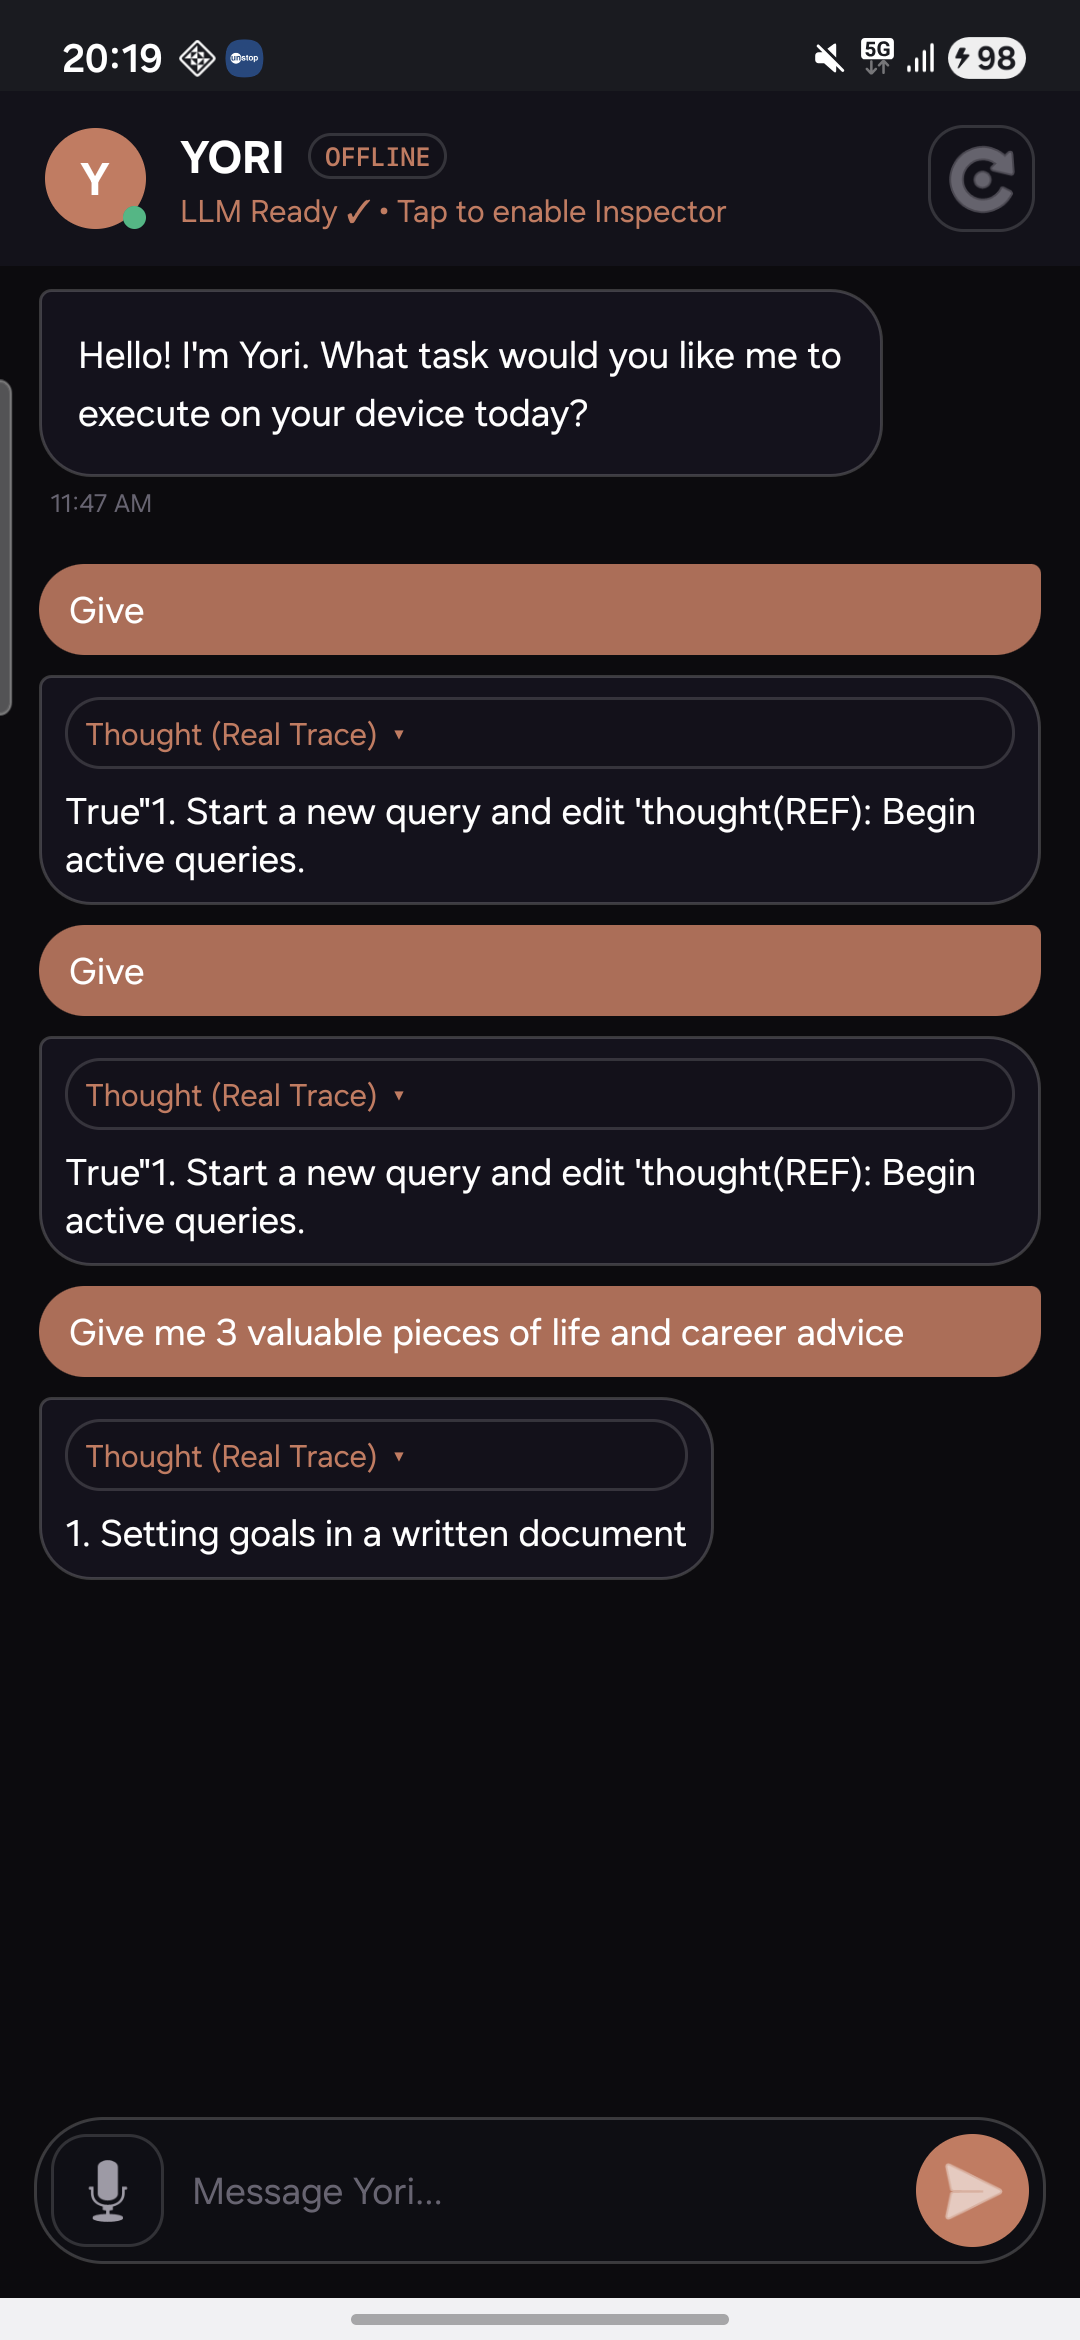 20:19 unstop 5G 98
Y
YORI OFFLINE
LLM Ready ✓ • Tap to enable Inspector
Hello! I'm Yori. What task would you like me to
execute on your device today?
11:47 AM
Give
Thought (Real Trace) ▾
True"1. Start a new query and edit 'thought(REF): Begin
active queries.
Give
Thought (Real Trace) ▾
True"1. Start a new query and edit 'thought(REF): Begin
active queries.
Give me 3 valuable pieces of life and career advice
Thought (Real Trace) ▾
1. Setting goals in a written document
Message Yori...